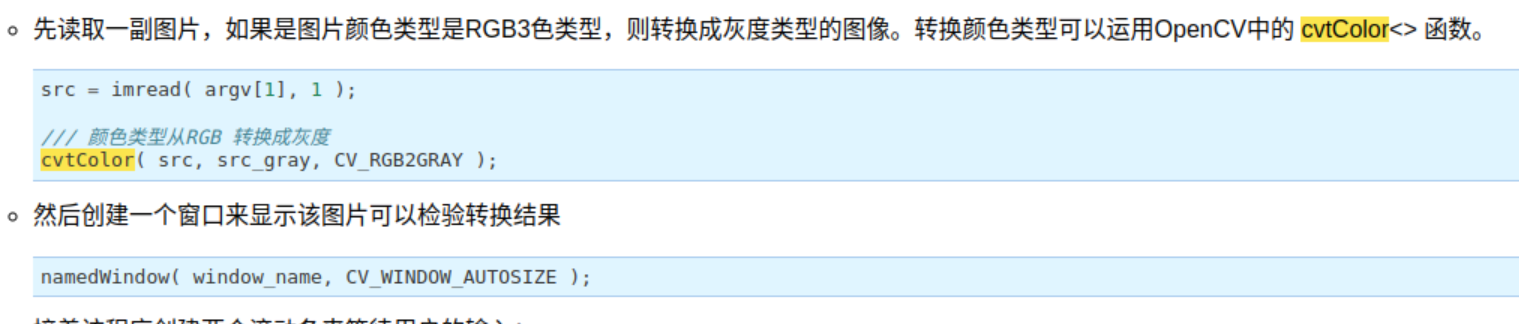 先读取一副图片，如果是图片颜色类型是RGB3色类型，则转换成灰度类型的图像。转换颜色类型可以运用OpenCV中的 cvtColor<> 函数。
src = imread( argv[1], 1 );
/// 颜色类型从RGB 转换成灰度
cvtColor( src, src_gray, CV_RGB2GRAY );
然后创建一个窗口来显示该图片可以检验转换结果
namedWindow( window_name, CV_WINDOW_AUTOSIZE );